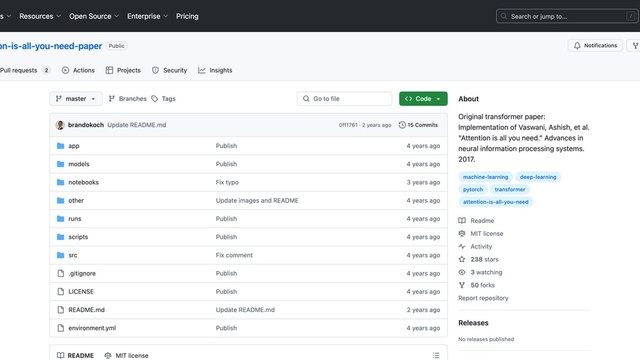 s Resources Open Source Enterprise Pricing Search or jump to... /
on-is-all-you-need-paper Public Notifications
Pull requests 2 Actions Projects Security Insights
master Branches Tags Go to file Code
brandokoch Update README.md 0ff1761 · 2 years ago 15 Commits
app Publish 4 years ago
models Publish 4 years ago
notebooks Fix typo 3 years ago
other Update images and README 4 years ago
runs Publish 4 years ago
scripts Publish 4 years ago
src Fix comment 4 years ago
.gitignore Publish 4 years ago
LICENSE Publish 4 years ago
README.md Update README.md 2 years ago
environment.yml Publish 4 years ago
README MIT license
About
Original transformer paper:
Implementation of Vaswani, Ashish, et al.
"Attention is all you need." Advances in
neural information processing systems.
2017.
machine-learning deep-learning
pytorch transformer
attention-is-all-you-need
Readme
MIT license
Activity
238 stars
3 watching
50 forks
Report repository
Releases
No releases published